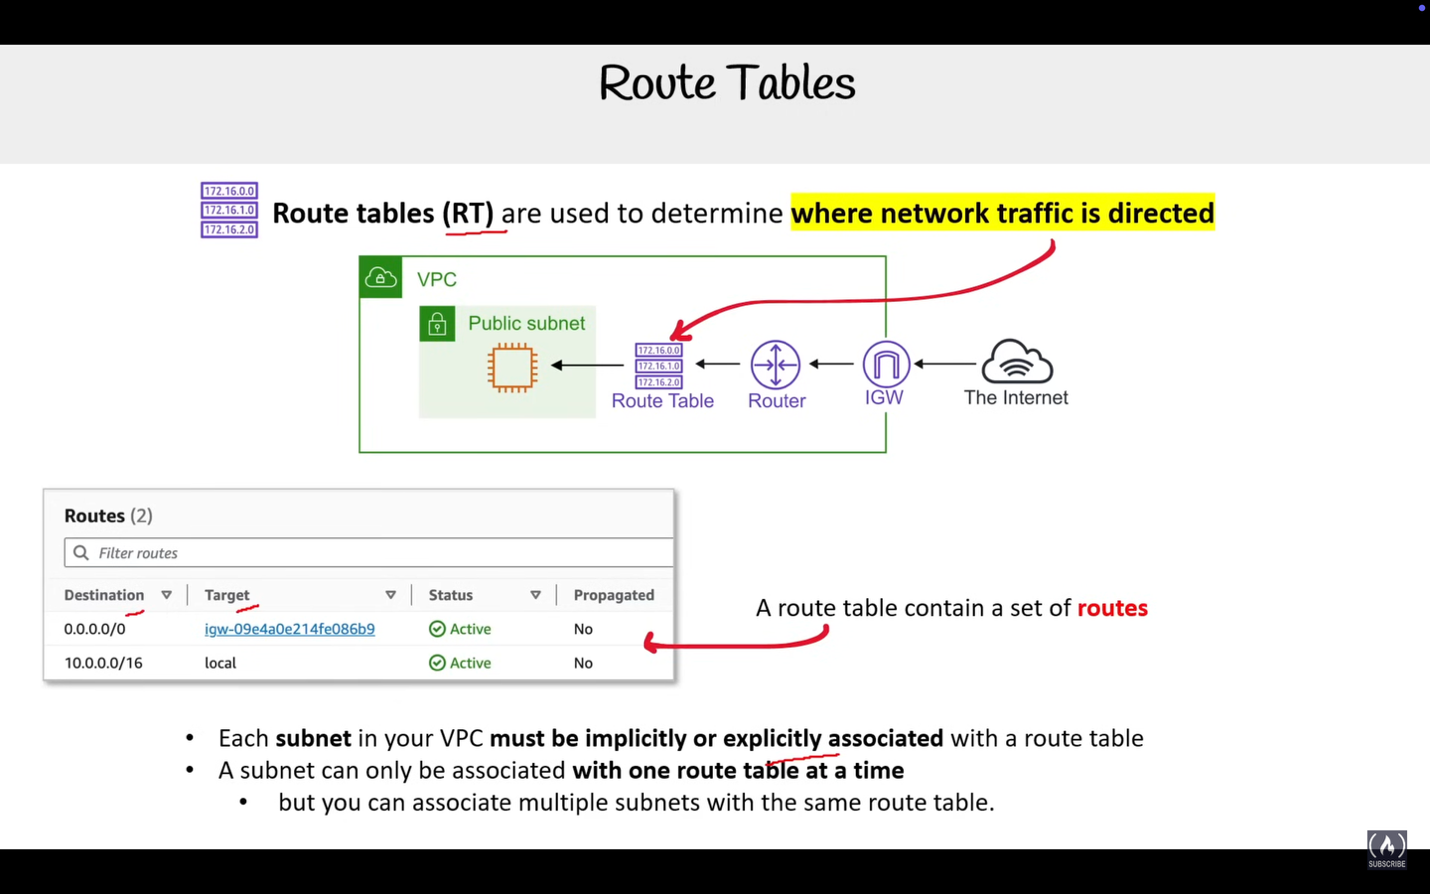 Route Tables
172.16.0.0
172.16.1.0
172.16.2.0
Route tables (RT) are used to determine where network traffic is directed
VPC
Public subnet
172.16.0.0
172.16.1.0
172.16.2.0
Route Table
Router
IGW
The Internet
Routes (2)
Filter routes
Destination Target Status Propagated
0.0.0.0/0 igw-09e4a0e214fe086b9 Active No
10.0.0.0/16 local Active No
A route table contain a set of routes
• Each subnet in your VPC must be implicitly or explicitly associated with a route table
• A subnet can only be associated with one route table at a time
• but you can associate multiple subnets with the same route table.
SUBSCRIBE